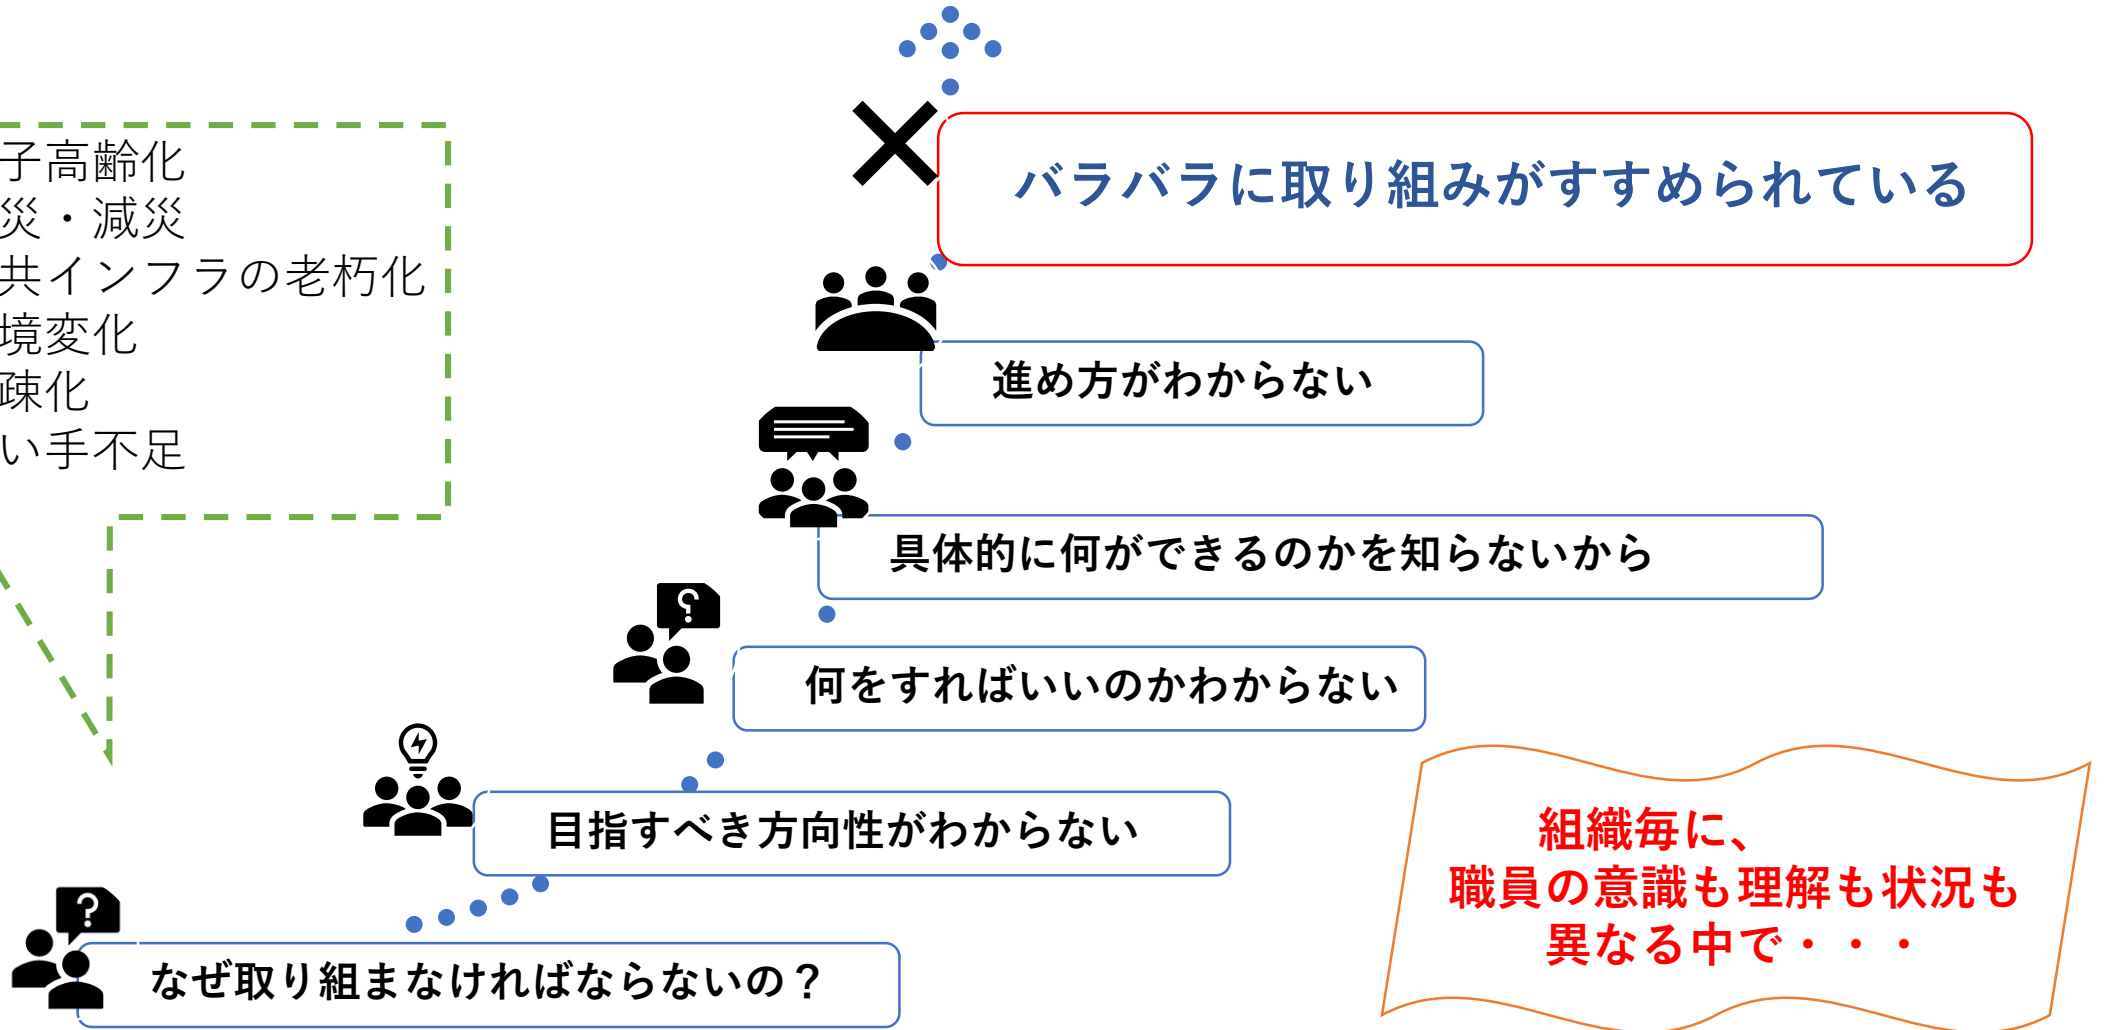 子高齢化
災・減災
共インフラの老朽化
境変化
疎化
い手不足
バラバラに取り組みがすすめられている
進め方がわからない
具体的に何ができるのかを知らないから
何をすればいいのかわからない
目指すべき方向性がわからない
なぜ取り組まなければならないの？
組織毎に、
職員の意識も理解も状況も
異なる中で・・・